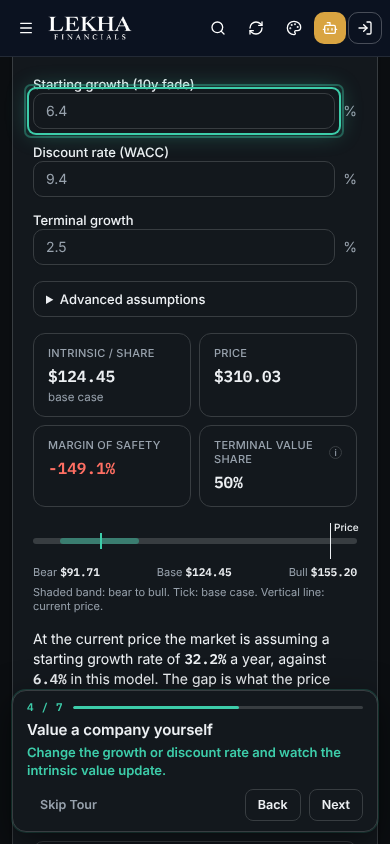 LEKHA
FINANCIALS
Starting growth (10y fade)
6.4 %
Discount rate (WACC)
9.4 %
Terminal growth
2.5 %
▶ Advanced assumptions
INTRINSIC / SHARE
$124.45
base case
PRICE
$310.03
MARGIN OF SAFETY
-149.1%
TERMINAL VALUE
SHARE
i
50%
Price
Bear $91.71 Base $124.45 Bull $155.20
Shaded band: bear to bull. Tick: base case. Vertical line:
current price.
At the current price the market is assuming a
starting growth rate of 32.2% a year, against
6.4% in this model. The gap is what the price
4 / 7
Value a company yourself
Change the growth or discount rate and watch the
intrinsic value update.
Skip Tour Back Next